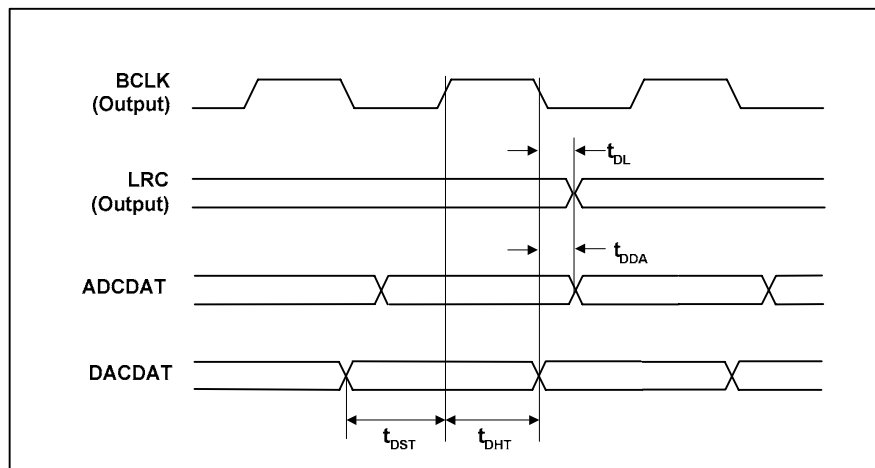 BCLK
(Output)
tDL
LRC
(Output)
tDDA
ADCDAT
DACDAT
tDST tDHT